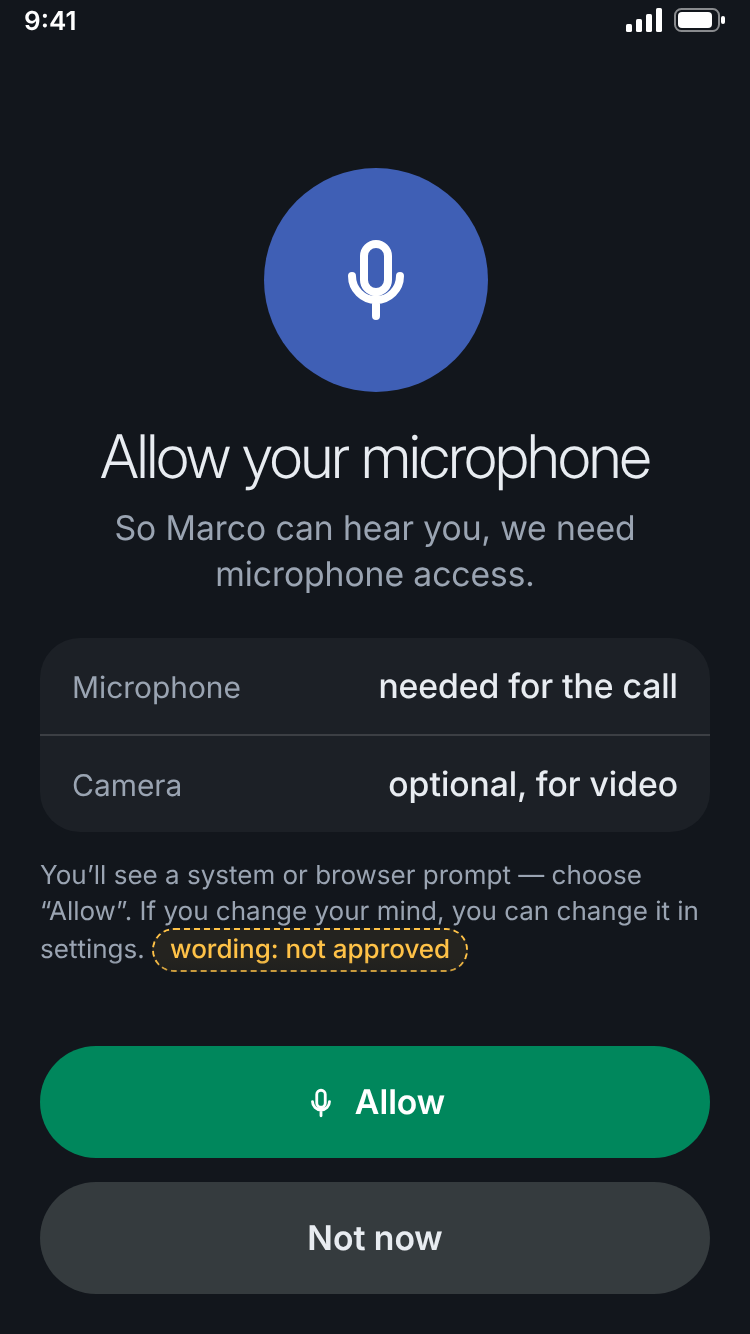 9:41
Allow your microphone
So Marco can hear you, we need
microphone access.
Microphone needed for the call
Camera optional, for video
You’ll see a system or browser prompt — choose
“Allow”. If you change your mind, you can change it in
settings. wording: not approved
Allow
Not now